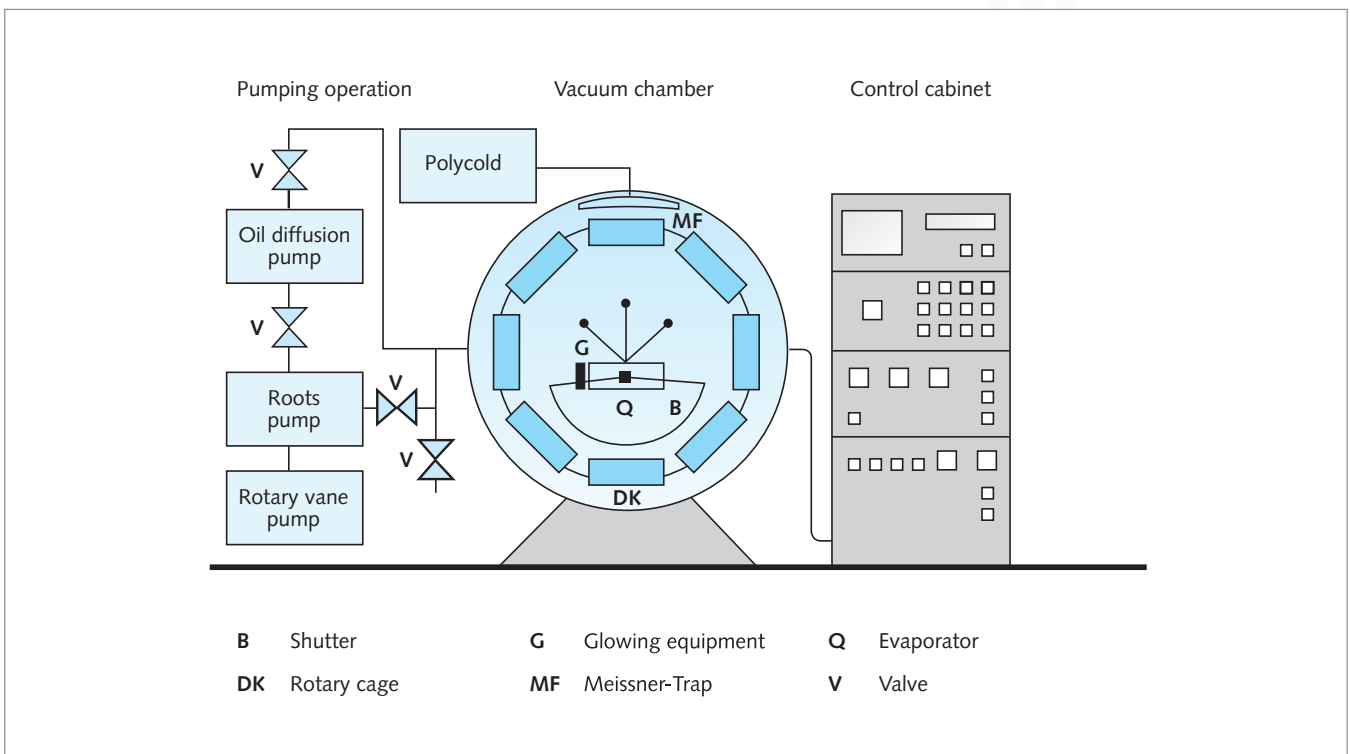 Pumping operation
Vacuum chamber
Control cabinet
V
Polycold
Oil diffusion
pump
MF
V
G
Roots
pump
V
Q
B
V
Rotary vane
pump
DK
B Shutter
G Glowing equipment
Q Evaporator
DK Rotary cage
MF Meissner-Trap
V Valve